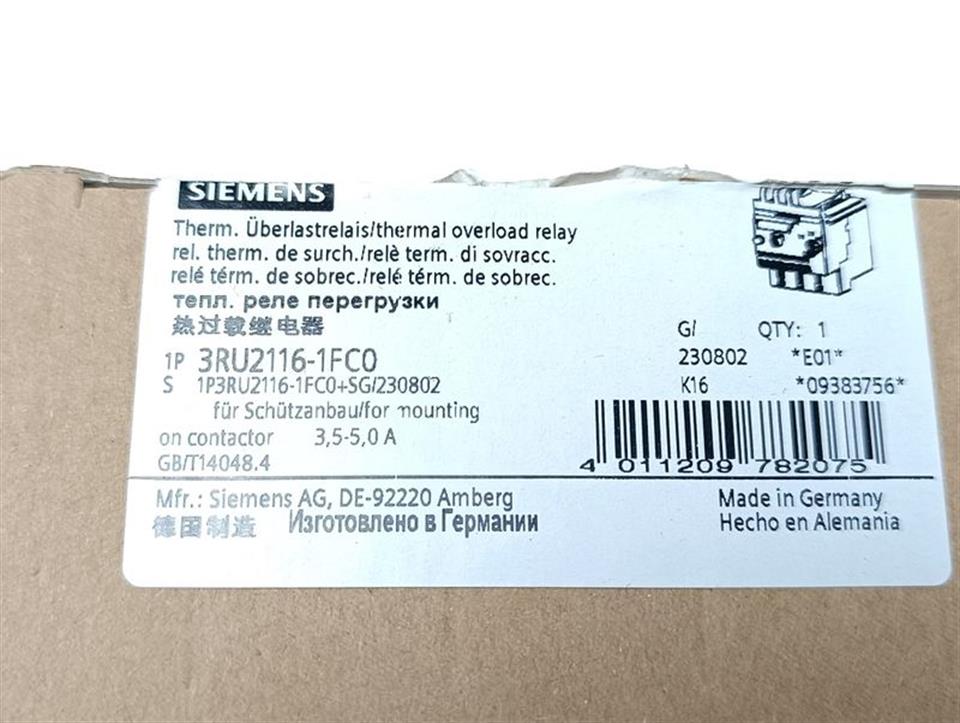 SIEMENS
Therm. Überlastrelais/thermal overload relay
rel. therm. de surch./relè term. di sovracc.
relé térm. de sobrec./relé térm. de sobrec.
тепл. реле перегрузки
热过载继电器
G/ QTY: 1
1P 3RU2116-1FC0 230802 *E01*
S 1P3RU2116-1FC0+SG/230802 K16 *09383756*
für Schützanbau/for mounting
on contactor 3,5-5,0 A
GB/T14048.4
4 011209 782075
Mfr.: Siemens AG, DE-92220 Amberg Made in Germany
德国制造 Изготовлено в Германии Hecho en Alemania